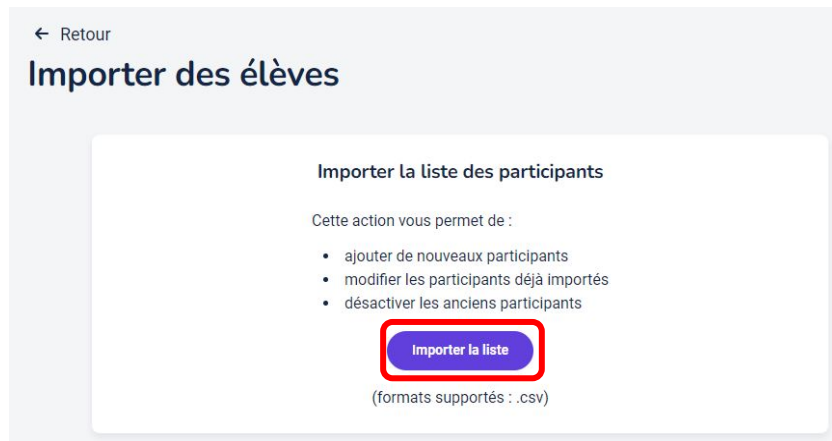 ← Retour
Importer des élèves
Importer la liste des participants
Cette action vous permet de :
• ajouter de nouveaux participants
• modifier les participants déjà importés
• désactiver les anciens participants
Importer la liste
(formats supportés : .csv)